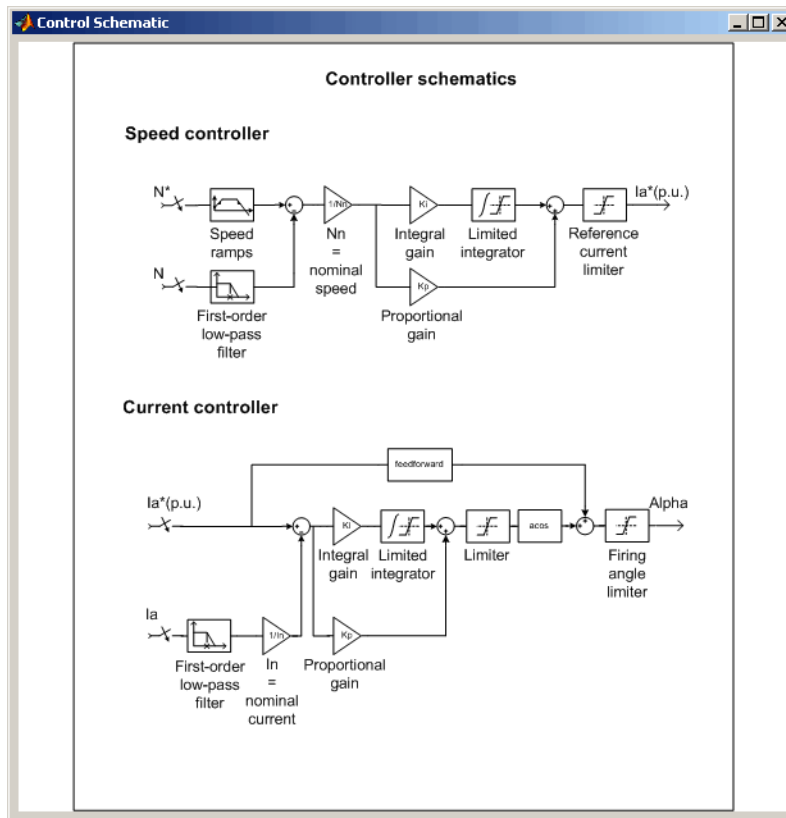 Control Schematic
Controller schematics
Speed controller
N*
1/Nn
Ki
Ia*(p.u.)
Speed
ramps
Nn
=
nominal
speed
Integral
gain
Limited
integrator
Reference
current
limiter
N
Kp
First-order
low-pass
filter
Proportional
gain
Current controller
feedforward
Ia*(p.u.)
Ki
acos
Alpha
Integral
gain
Limited
integrator
Limiter
Firing
angle
limiter
Ia
1/In
Kp
First-order
low-pass
filter
In
=
nominal
current
Proportional
gain